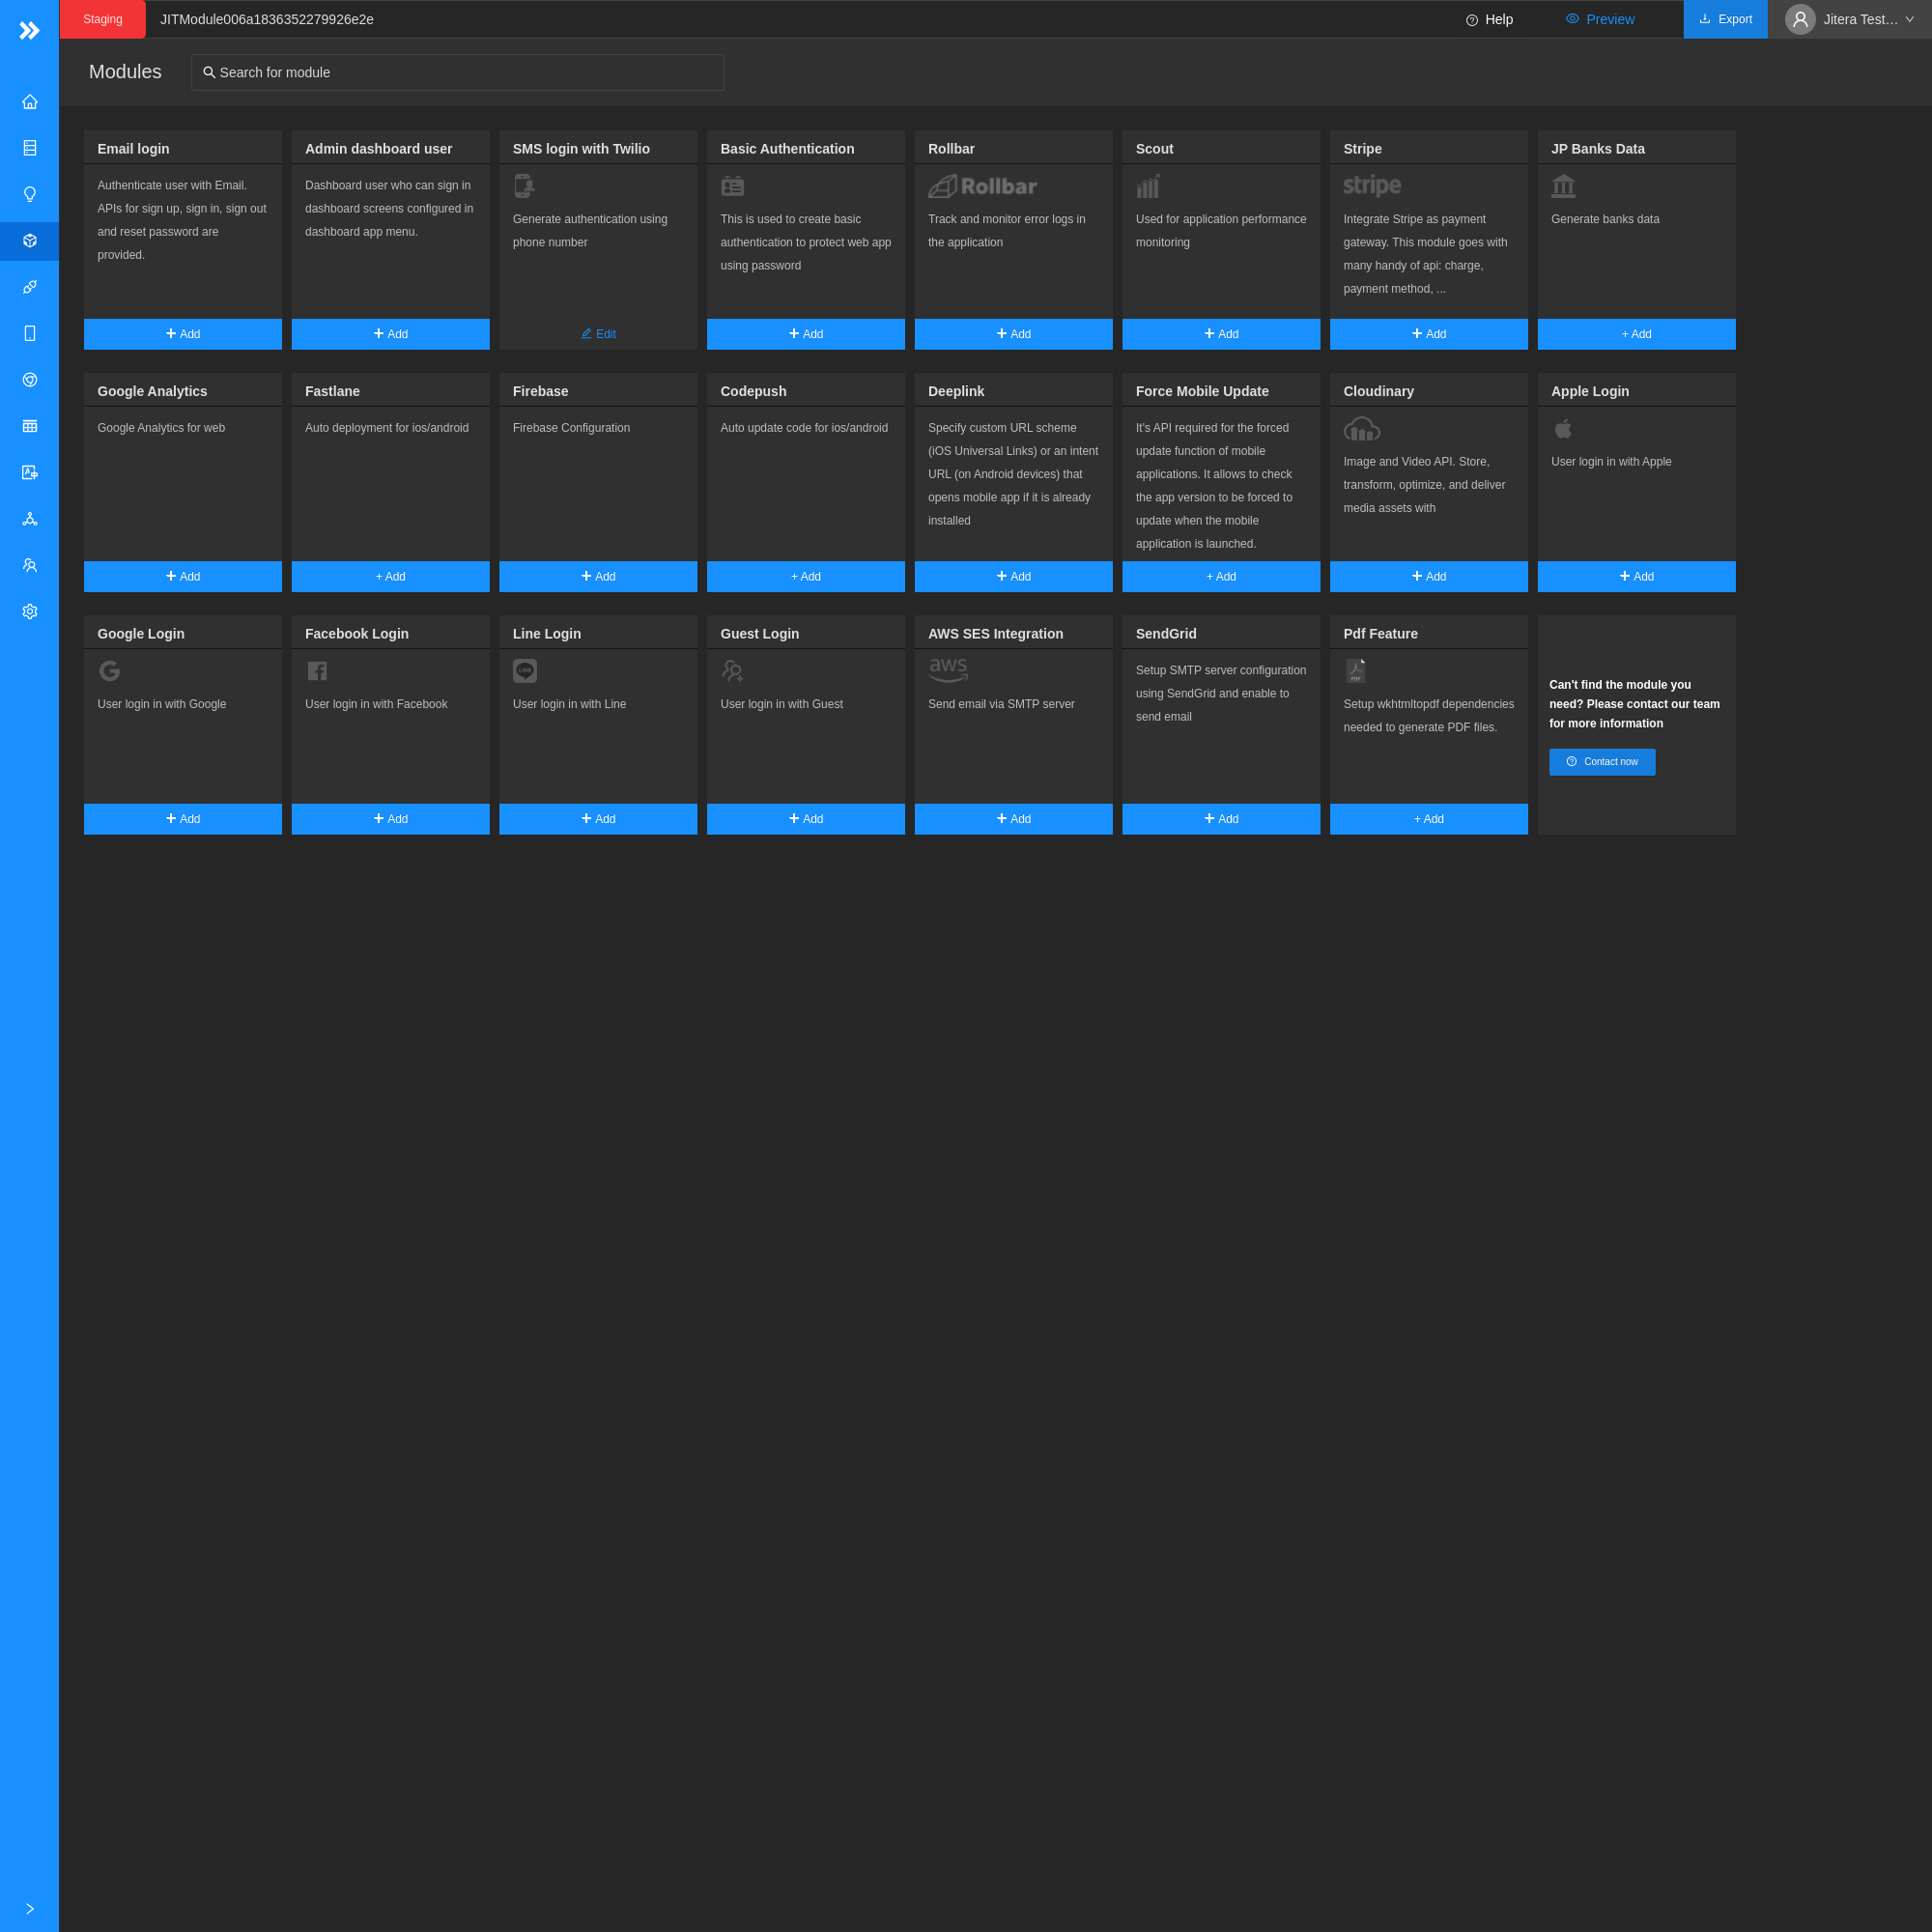 Staging
JITModule006a1836352279926e2e
Help
Preview
Export
Jitera Test...
Modules
Search for module
Email login
Authenticate user with Email.
APIs for sign up, sign in, sign out
and reset password are
provided.
Add
Admin dashboard user
Dashboard user who can sign in
dashboard screens configured in
dashboard app menu.
Add
SMS login with Twilio
Generate authentication using
phone number
Edit
Basic Authentication
This is used to create basic
authentication to protect web app
using password
Add
Rollbar
Rollbar
Track and monitor error logs in
the application
Add
Scout
Used for application performance
monitoring
Add
Stripe
stripe
Integrate Stripe as payment
gateway. This module goes with
many handy of api: charge,
payment method, ...
Add
JP Banks Data
Generate banks data
+ Add
Google Analytics
Google Analytics for web
Add
Fastlane
Auto deployment for ios/android
+ Add
Firebase
Firebase Configuration
Add
Codepush
Auto update code for ios/android
+ Add
Deeplink
Specify custom URL scheme
(iOS Universal Links) or an intent
URL (on Android devices) that
opens mobile app if it is already
installed
Add
Force Mobile Update
It's API required for the forced
update function of mobile
applications. It allows to check
the app version to be forced to
update when the mobile
application is launched.
+ Add
Cloudinary
Image and Video API. Store,
transform, optimize, and deliver
media assets with
Add
Apple Login
User login in with Apple
Add
Google Login
User login in with Google
Add
Facebook Login
User login in with Facebook
Add
Line Login
LINE
User login in with Line
Add
Guest Login
User login in with Guest
Add
AWS SES Integration
aws
Send email via SMTP server
Add
SendGrid
Setup SMTP server configuration
using SendGrid and enable to
send email
Add
Pdf Feature
PDF
Setup wkhtmltopdf dependencies
needed to generate PDF files.
+ Add
Can't find the module you
need? Please contact our team
for more information
Contact now